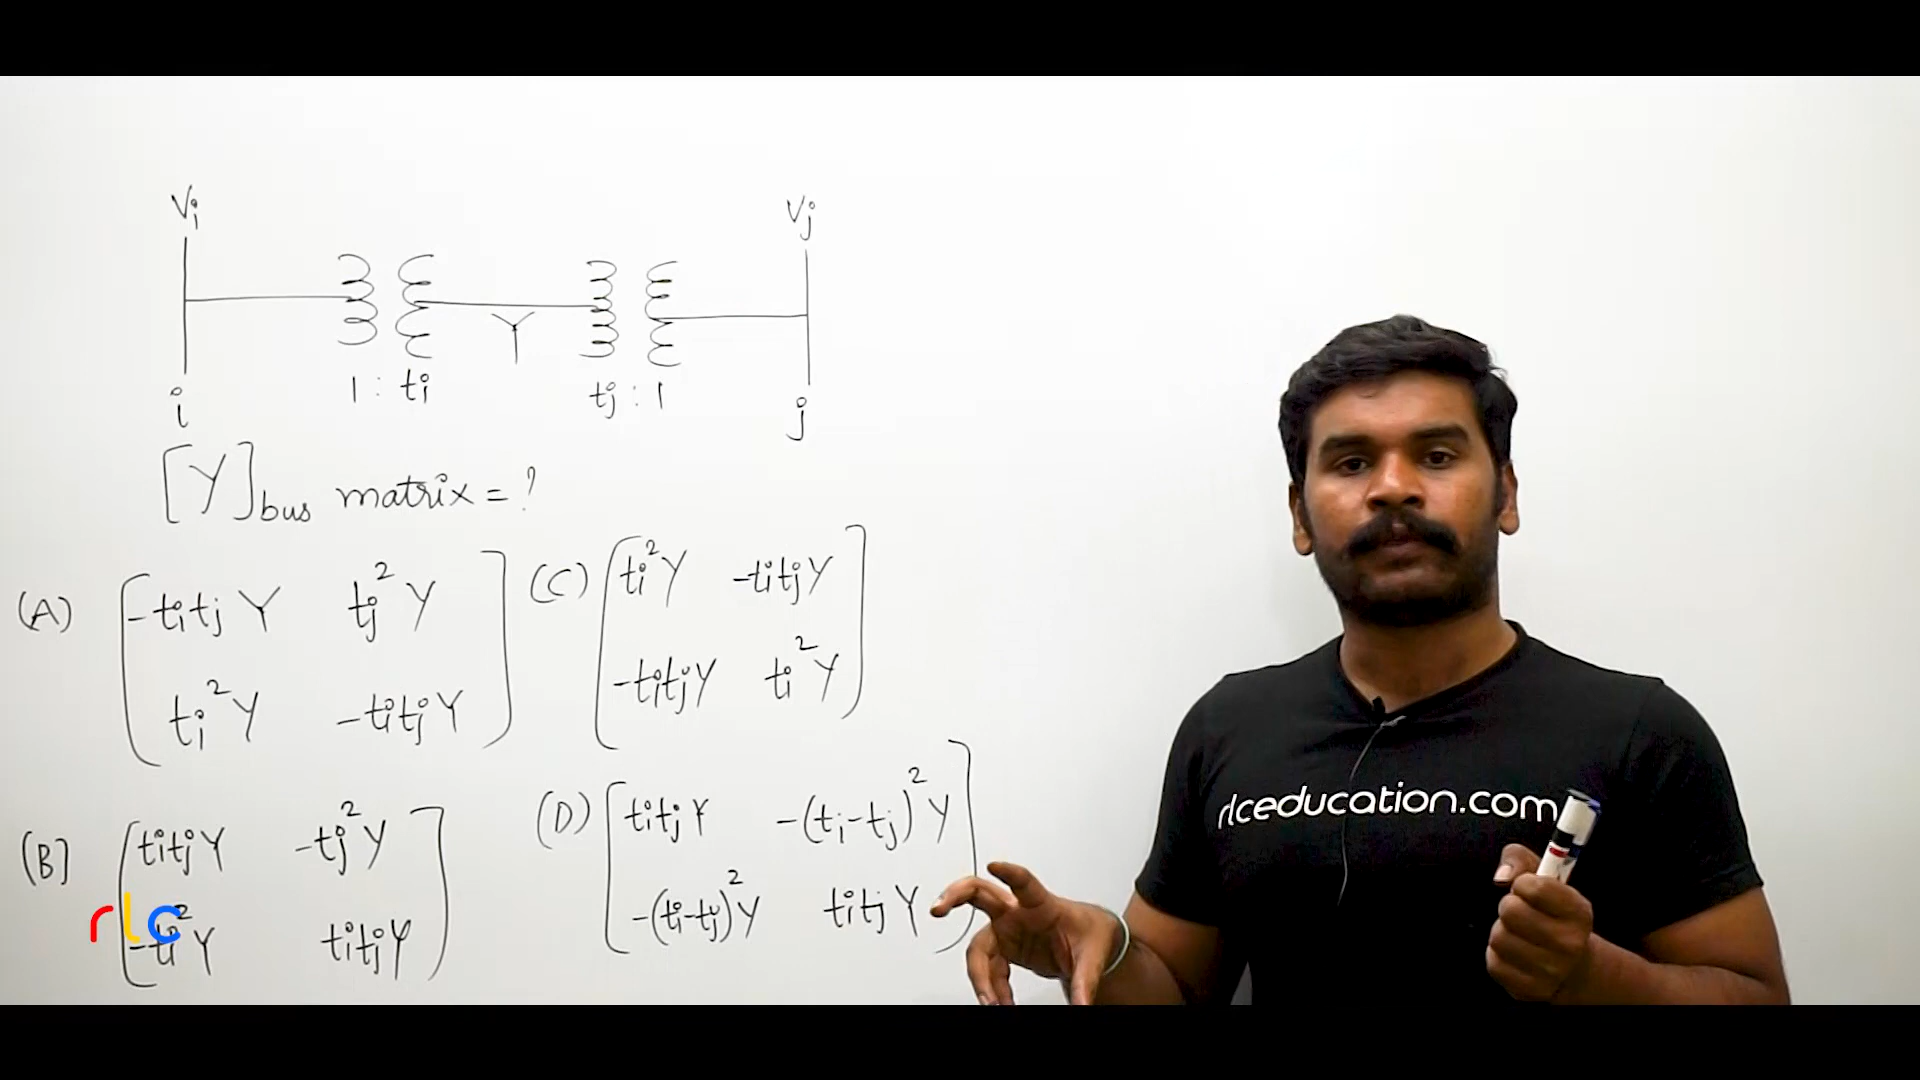 Vi
Vj
Y
1 : ti
tj : 1
i
j
[Y]bus matrix = ?
(A) [-titj Y tj² Y
ti² Y -titj Y]
(B) [titj Y -tj² Y
-ti² Y titj Y]
(C) [ti² Y -titj Y
-titj Y ti² Y]
(D) [titj Y -(ti-tj)² Y
-(ti-tj)² Y titj Y]
rlceducation.com
rlc